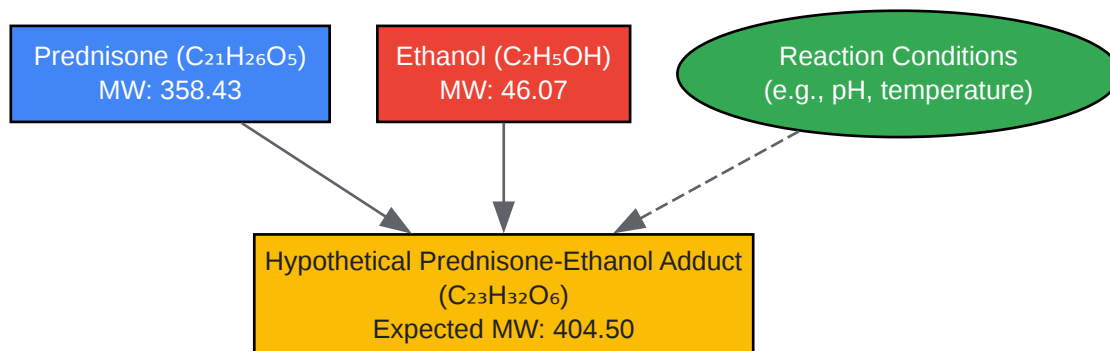 Prednisone (C₂₁H₂₆O₅)
MW: 358.43
Ethanol (C₂H₅OH)
MW: 46.07
Reaction Conditions
(e.g., pH, temperature)
Hypothetical Prednisone-Ethanol Adduct
(C₂₃H₃₂O₆)
Expected MW: 404.50